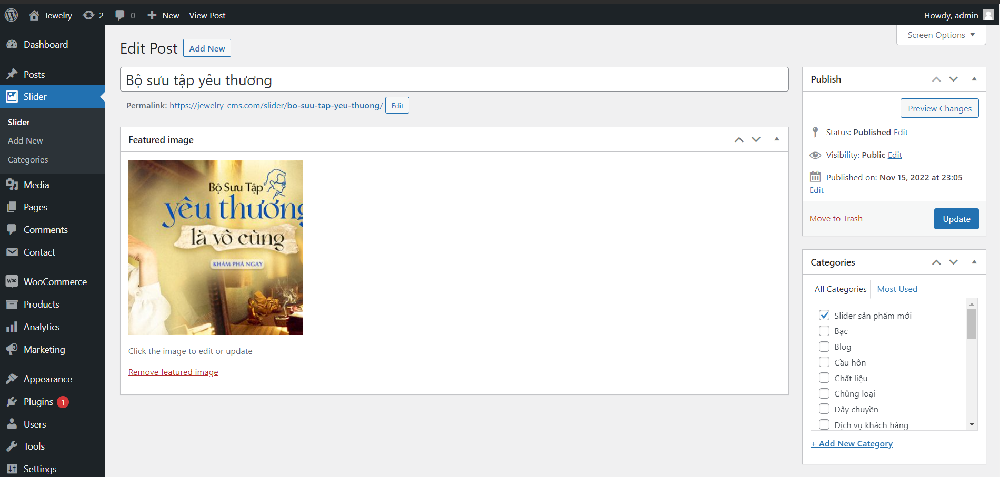 Jewelry
2
0
New
View Post
Howdy, admin
Screen Options
Dashboard
Posts
Slider
Slider
Add New
Categories
Media
Pages
Comments
Contact
WooCommerce
Products
Analytics
Marketing
Appearance
Plugins 1
Users
Tools
Settings
Edit Post
Add New
Bộ sưu tập yêu thương
Permalink: https://jewelry-cms.com/slider/bo-suu-tap-yeu-thuong/ Edit
Featured image
Bộ Sưu Tập
yêu thương
là vô cùng
KHÁM PHÁ NGAY
Click the image to edit or update
Remove featured image
Publish
Preview Changes
Status: Published Edit
Visibility: Public Edit
Published on: Nov 15, 2022 at 23:05
Edit
Move to Trash
Update
Categories
All Categories
Most Used
Slider sản phẩm mới
Bạc
Blog
Cầu hôn
Chất liệu
Chủng loại
Dây chuyền
Dịch vụ khách hàng
+ Add New Category